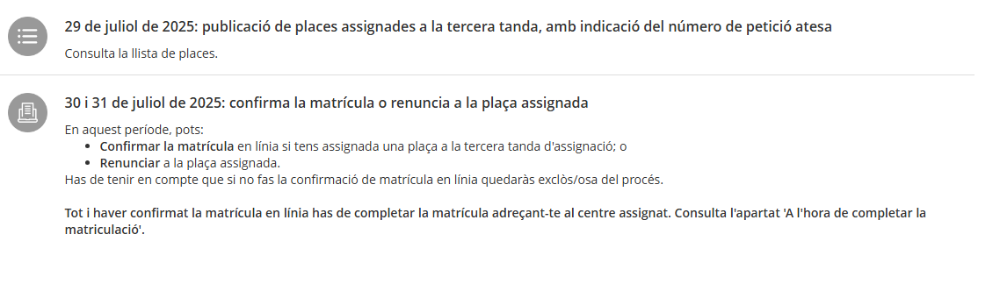 29 de juliol de 2025: publicació de places assignades a la tercera tanda, amb indicació del número de petició atesa
Consulta la llista de places.
30 i 31 de juliol de 2025: confirma la matrícula o renuncia a la plaça assignada
En aquest període, pots:
• Confirmar la matrícula en línia si tens assignada una plaça a la tercera tanda d'assignació; o
• Renunciar a la plaça assignada.
Has de tenir en compte que si no fas la confirmació de matrícula en línia quedaràs exclòs/osa del procés.
Tot i haver confirmat la matrícula en línia has de completar la matrícula adreçant-te al centre assignat. Consulta l'apartat 'A l'hora de completar la
matriculació'.